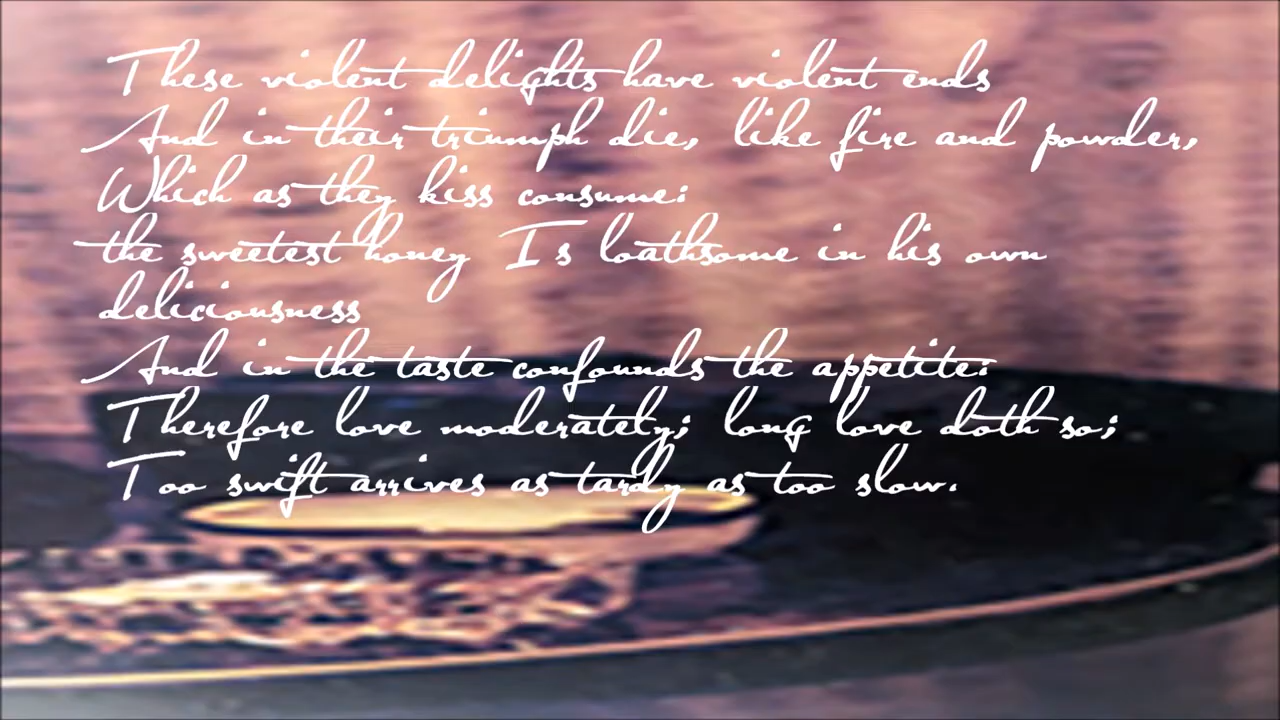 These violent delights have violent ends
And in their triumph die, like fire and powder,
Which as they kiss consume:
the sweetest honey Is loathsome in his own
deliciousness
And in the taste confounds the appetite:
Therefore love moderately; long love doth so;
Too swift arrives as tardy as too slow.